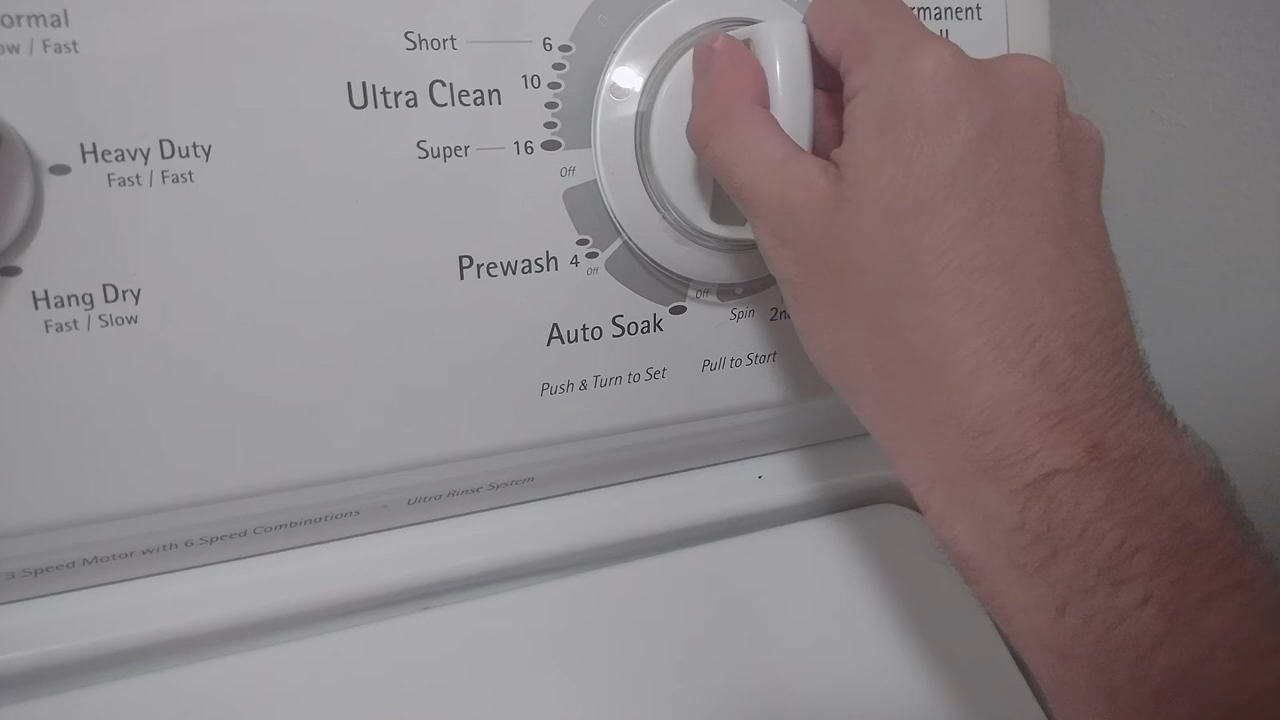 ormal
ow / Fast
Heavy Duty
Fast / Fast
Hang Dry
Fast / Slow
Short 6
Ultra Clean 10
Super 16
Off
Prewash 4
Off
Auto Soak
Off
Spin 2n
Push & Turn to Set
Pull to Start
rmanent
3 Speed Motor with 6 Speed Combinations
Ultra Rinse System